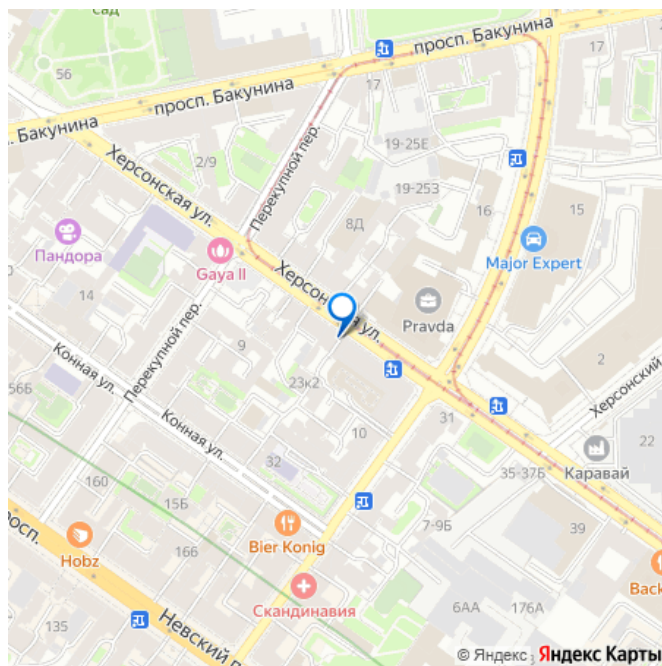 Сад
56
просп. Бакунина
17
17
просп. Бакунина
. Бакунина
Перекупной пер.
19-25Е
2/9
Херсонская ул.
19-253
16
15
8Д
Пандора
Gaya II
Major Expert
Херсонская ул.
Pravda
14
Перекупной пер.
9
2
Херсонский
Конная ул.
23к2
56Б
Конная ул.
10
31
22
Каравай
32
35-37Б
160
15Б
росп.
7-9Б
39
Hobz
166
Bier Konig
Back
Скандинавия
6АА
176А
135
Невский п
© Яндекс
Яндекс Карты